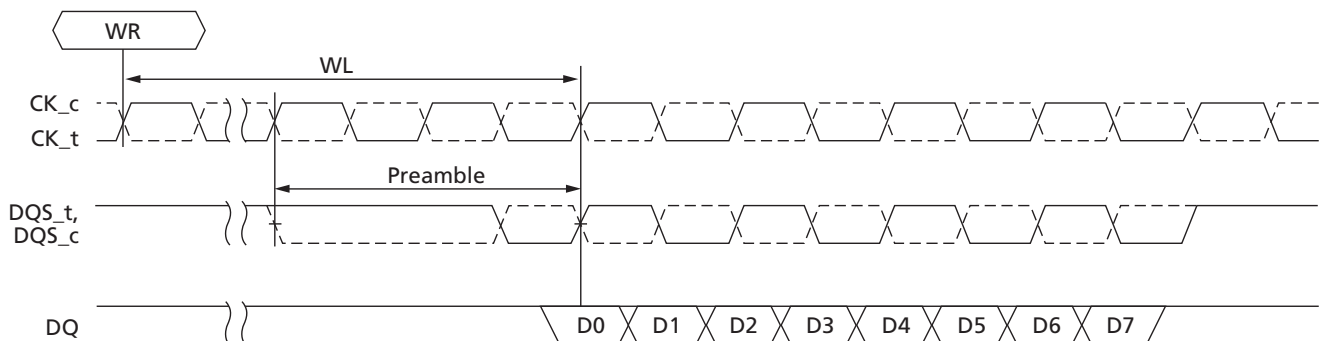 WR
WL
CK_c
CK_t
Preamble
DQS_t,
DQS_c
DQ
D0 D1 D2 D3 D4 D5 D6 D7